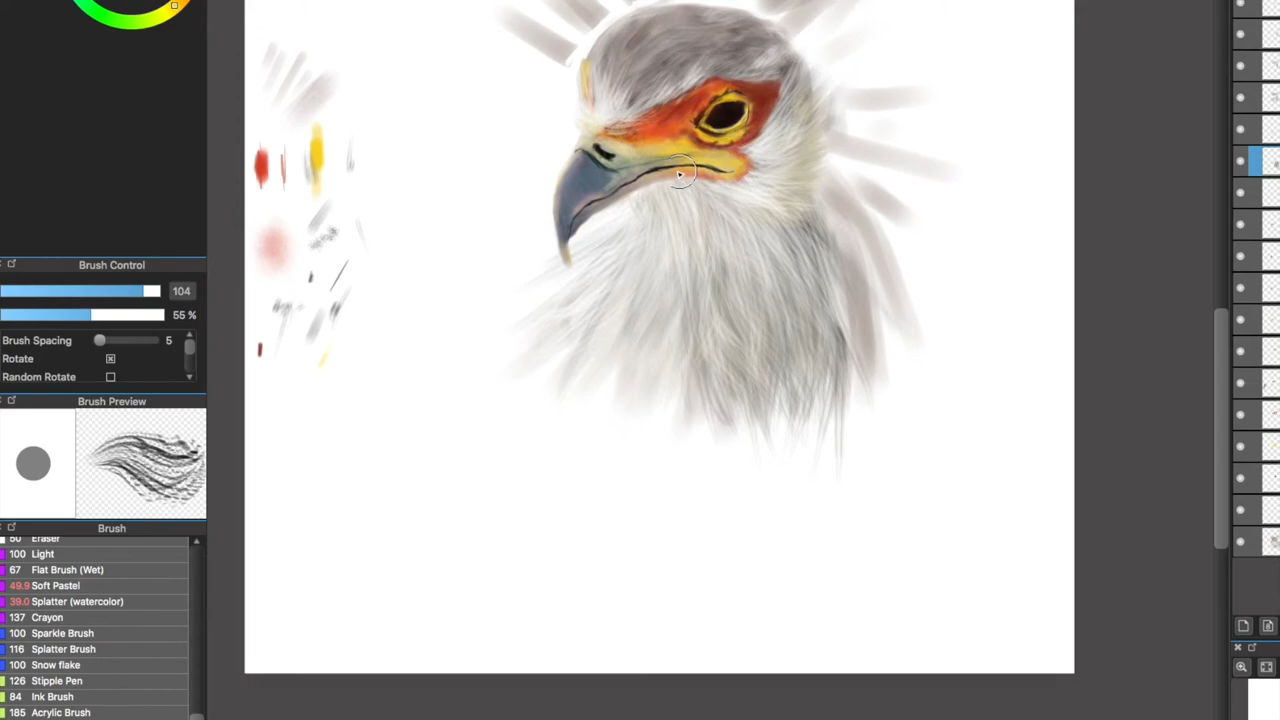 Brush Control
104
55 %
Brush Spacing 5
Rotate
Random Rotate
Brush Preview
Brush
50 Eraser
100 Light
67 Flat Brush (Wet)
49.9 Soft Pastel
39.0 Splatter (watercolor)
137 Crayon
100 Sparkle Brush
116 Splatter Brush
100 Snow flake
126 Stipple Pen
84 Ink Brush
185 Acrylic Brush